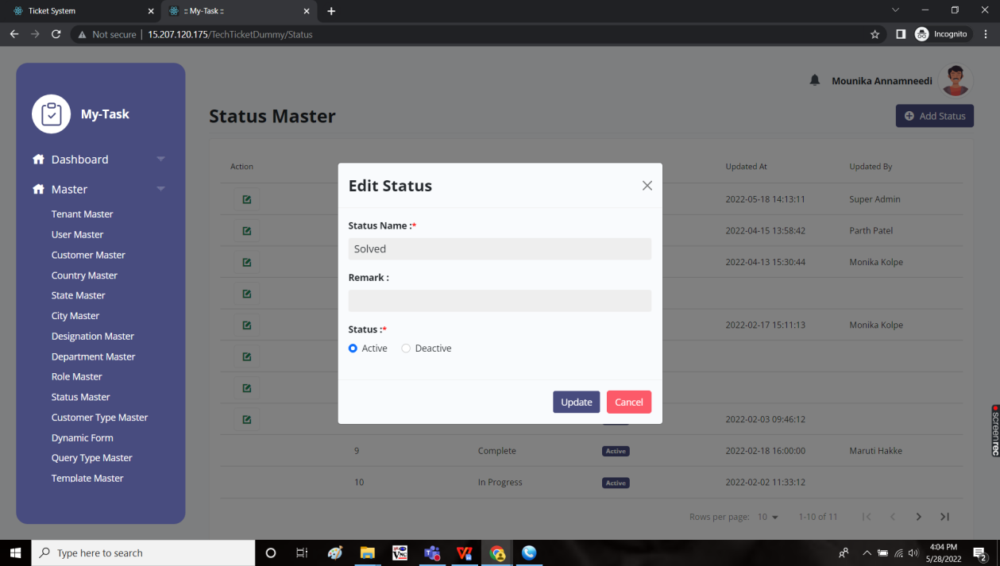 Ticket System
:: My-Task ::
Not secure | 15.207.120.175/TechTicketDummy/Status
Incognito
My-Task
Dashboard
Master
Tenant Master
User Master
Customer Master
Country Master
State Master
City Master
Designation Master
Department Master
Role Master
Status Master
Customer Type Master
Dynamic Form
Query Type Master
Template Master
Mounika Annamneedi
Status Master
Add Status
Action Updated At Updated By
2022-05-18 14:13:11 Super Admin
2022-04-15 13:58:42 Parth Patel
2022-04-13 15:30:44 Monika Kolpe
2022-02-17 15:11:13 Monika Kolpe
2022-02-03 09:46:12
9 Complete Active 2022-02-18 16:00:00 Maruti Hakke
10 In Progress Active 2022-02-02 11:33:12
Rows per page: 10 1-10 of 11
Edit Status
Status Name :*
Solved
Remark :
Status :*
Active Deactive
Update Cancel
screenrec
Type here to search
VNC
4:04 PM
5/28/2022
2